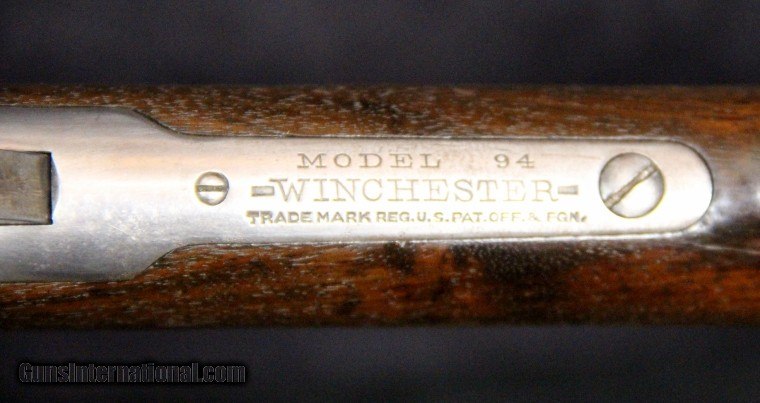 MODEL 94
-WINCHESTER-
TRADE MARK REG. U.S. PAT. OFF. & FGN.
GunsInternational.com